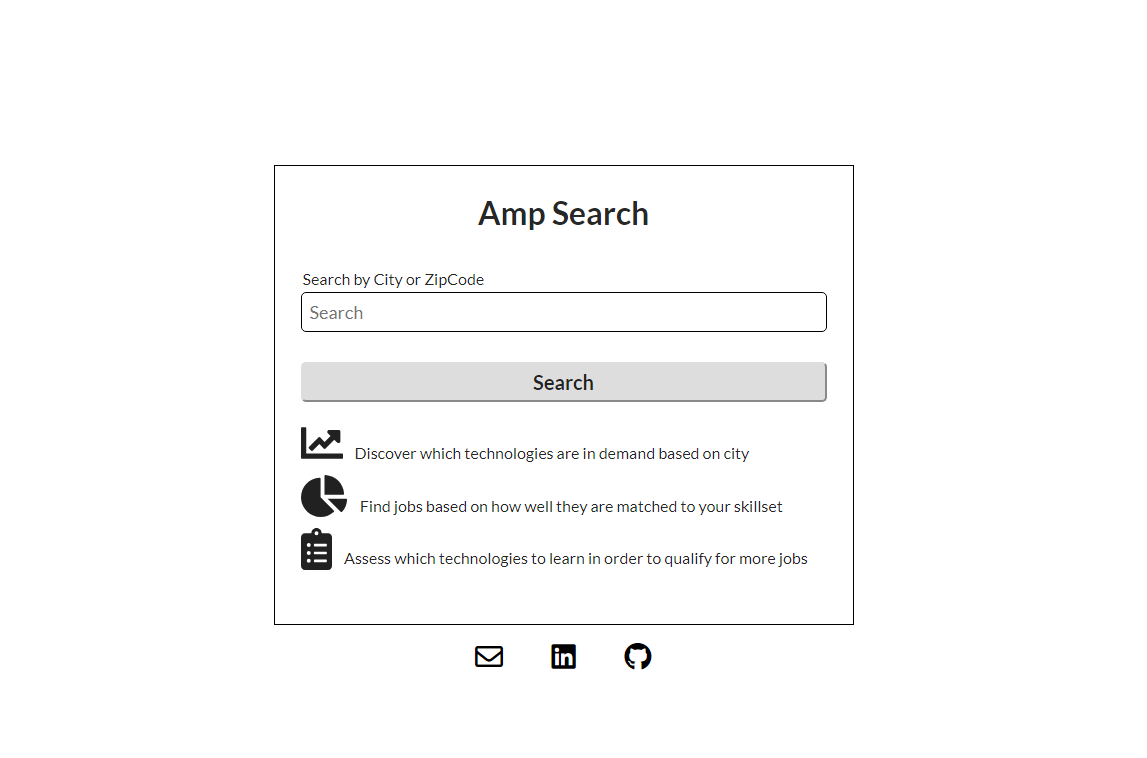 Amp Search
Search by City or ZipCode
Search
Search
Discover which technologies are in demand based on city
Find jobs based on how well they are matched to your skillset
Assess which technologies to learn in order to qualify for more jobs
in